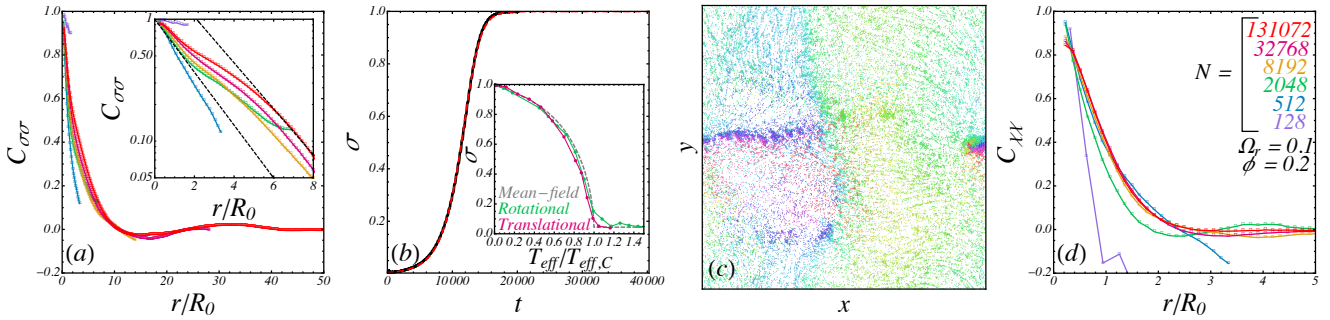 1.0
0.8
0.6
0.4
0.2
0.0
−0.2
C_σσ
(a)
0
10
20
30
40
50
r/R_0
1
0.50
0.10
0.05
C_σσ
0
2
4
6
8
r/R_0
1.0
0.8
0.6
0.4
0.2
σ
(b)
0
10000
20000
30000
40000
t
1.0
0.8
0.6
0.4
0.2
0.0
σ
Mean−field
Rotational
Translational
0.0 0.2 0.4 0.6 0.8 1.0 1.2 1.4
T_eff/T_eff,C
y
(c)
x
1.0
0.8
0.6
0.4
0.2
0.0
−0.2
C_χχ
(d)
0
1
2
3
4
5
r/R_0
N =
131072
32768
8192
2048
512
128
Ω_r = 0.1
ϕ = 0.2